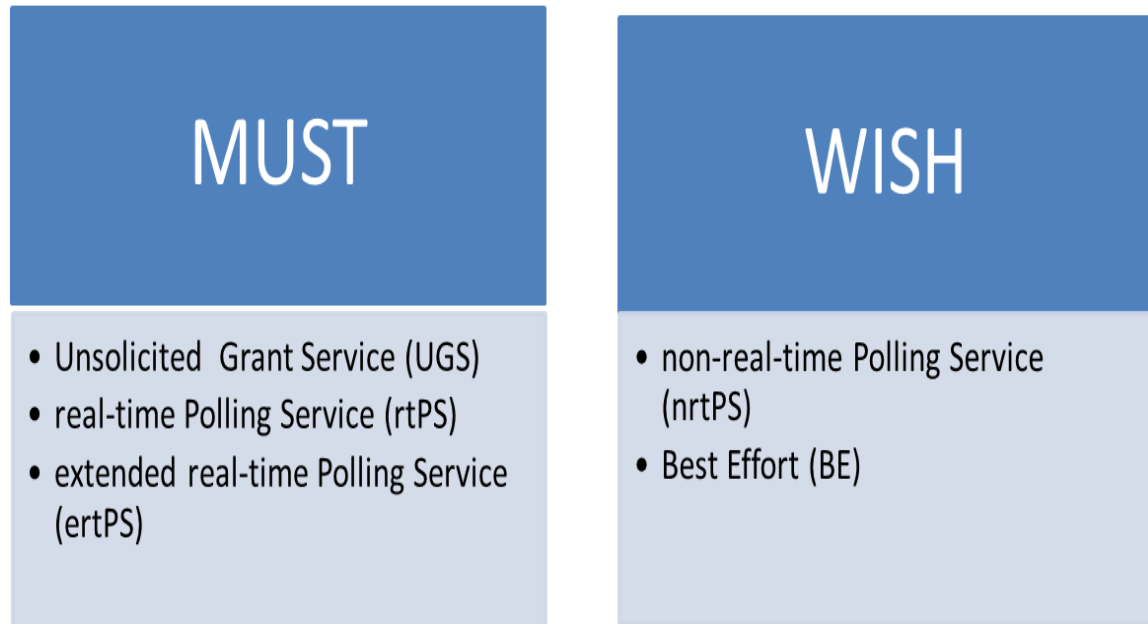 MUST
• Unsolicited Grant Service (UGS)
• real-time Polling Service (rtPS)
• extended real-time Polling Service
(ertPS)
WISH
• non-real-time Polling Service
(nrtPS)
• Best Effort (BE)